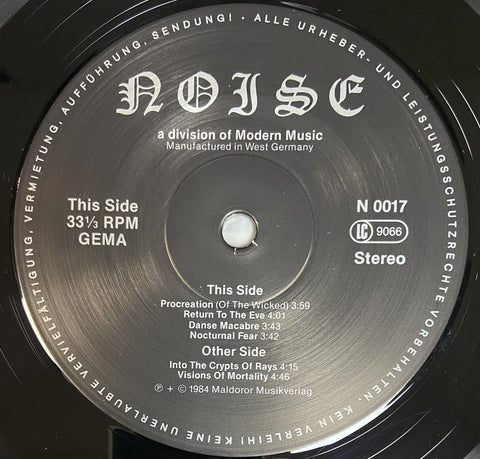 ALLE URHEBER- UND LEISTUNGSSCHUTZRECHTE VORBEHALTEN · KEIN VERLEIH! KEINE UNERLAUBTE VERVIELFÄLTIGUNG, VERMIETUNG, AUFFÜHRUNG, SENDUNG! ·
NOISE
a division of Modern Music
Manufactured in West Germany
This Side
33⅓ RPM
GEMA
N 0017
LC 9066
Stereo
This Side
Procreation (Of The Wicked) 3:59
Return To The Eve 4:01
Danse Macabre 3:43
Nocturnal Fear 3:42
Other Side
Into The Crypts Of Rays 4:15
Visions Of Mortality 4:46
Ⓟ + © 1984 Maldoror Musikverlag